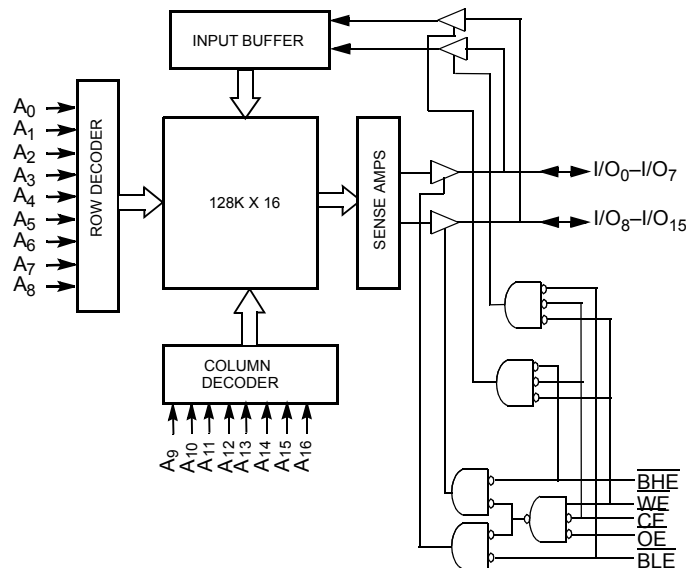 INPUT BUFFER
A0
A1
A2
A3
A4
A5
A6
A7
A8
ROW DECODER
128K X 16
SENSE AMPS
I/O0–I/O7
I/O8–I/O15
COLUMN
DECODER
A9
A10
A11
A12
A13
A14
A15
A16
BHE
WE
CE
OE
BLE